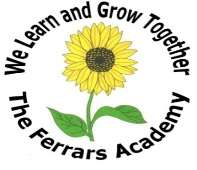 We Learn and Grow Together
The Ferrars Academy